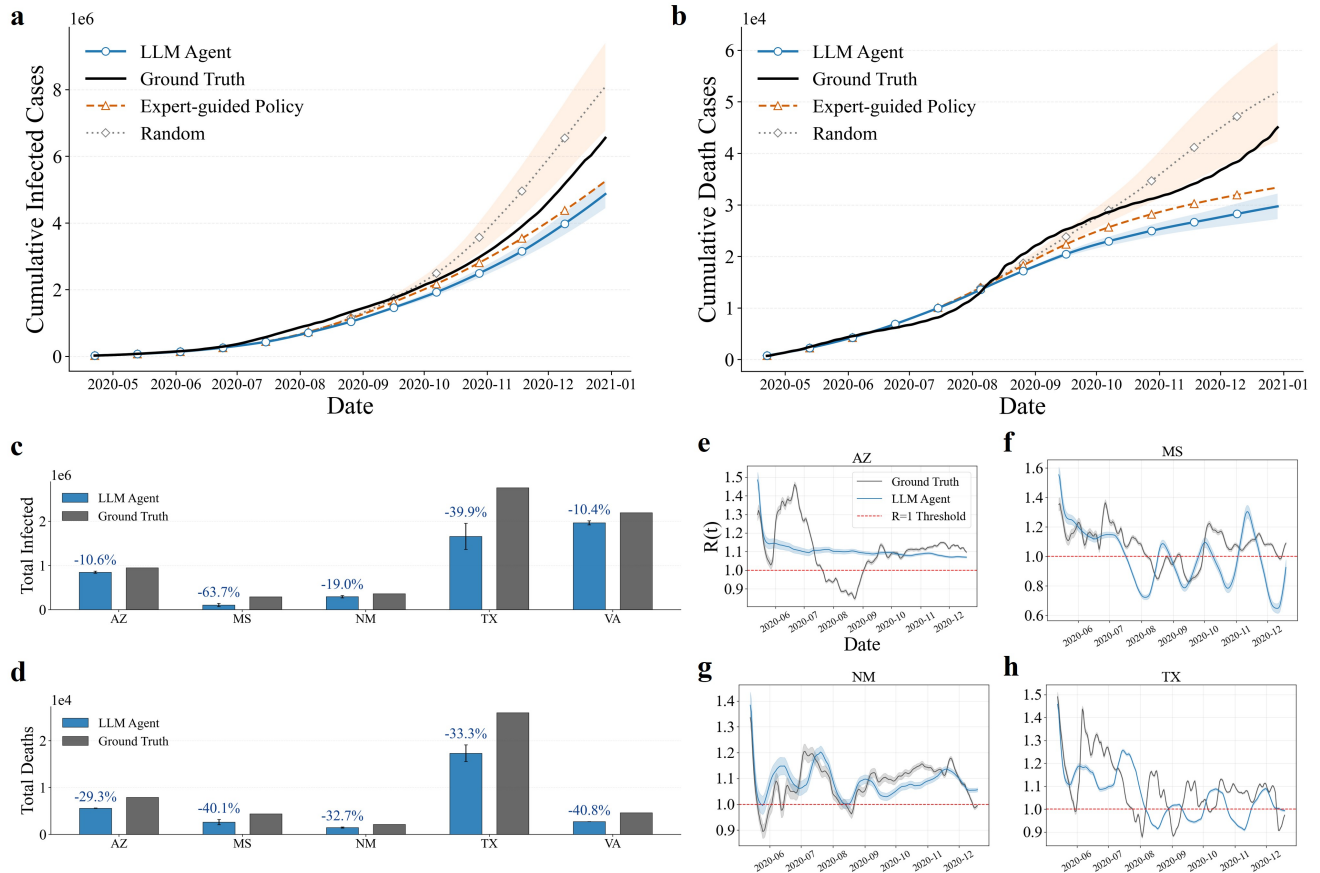 a
1e6
LLM Agent
Ground Truth
Expert-guided Policy
Random
Cumulative Infected Cases
8
6
4
2
0
2020-05 2020-06 2020-07 2020-08 2020-09 2020-10 2020-11 2020-12 2021-01
Date
b
1e4
LLM Agent
Ground Truth
Expert-guided Policy
Random
Cumulative Death Cases
6
5
4
3
2
1
0
2020-05 2020-06 2020-07 2020-08 2020-09 2020-10 2020-11 2020-12 2021-01
Date
c
1e6
LLM Agent
Ground Truth
Total Infected
2
1
0
-10.6%
-63.7%
-19.0%
-39.9%
-10.4%
AZ MS NM TX VA
d
1e4
LLM Agent
Ground Truth
Total Deaths
2
1
0
-29.3%
-40.1%
-32.7%
-33.3%
-40.8%
AZ MS NM TX VA
e
AZ
Ground Truth
LLM Agent
R=1 Threshold
R(t)
1.5
1.4
1.3
1.2
1.1
1.0
0.9
2020-06 2020-07 2020-08 2020-09 2020-10 2020-11 2020-12
Date
f
MS
1.6
1.4
1.2
1.0
0.8
0.6
2020-06 2020-07 2020-08 2020-09 2020-10 2020-11 2020-12
g
NM
1.4
1.3
1.2
1.1
1.0
0.9
2020-06 2020-07 2020-08 2020-09 2020-10 2020-11 2020-12
h
TX
1.5
1.4
1.3
1.2
1.1
1.0
0.9
2020-06 2020-07 2020-08 2020-09 2020-10 2020-11 2020-12